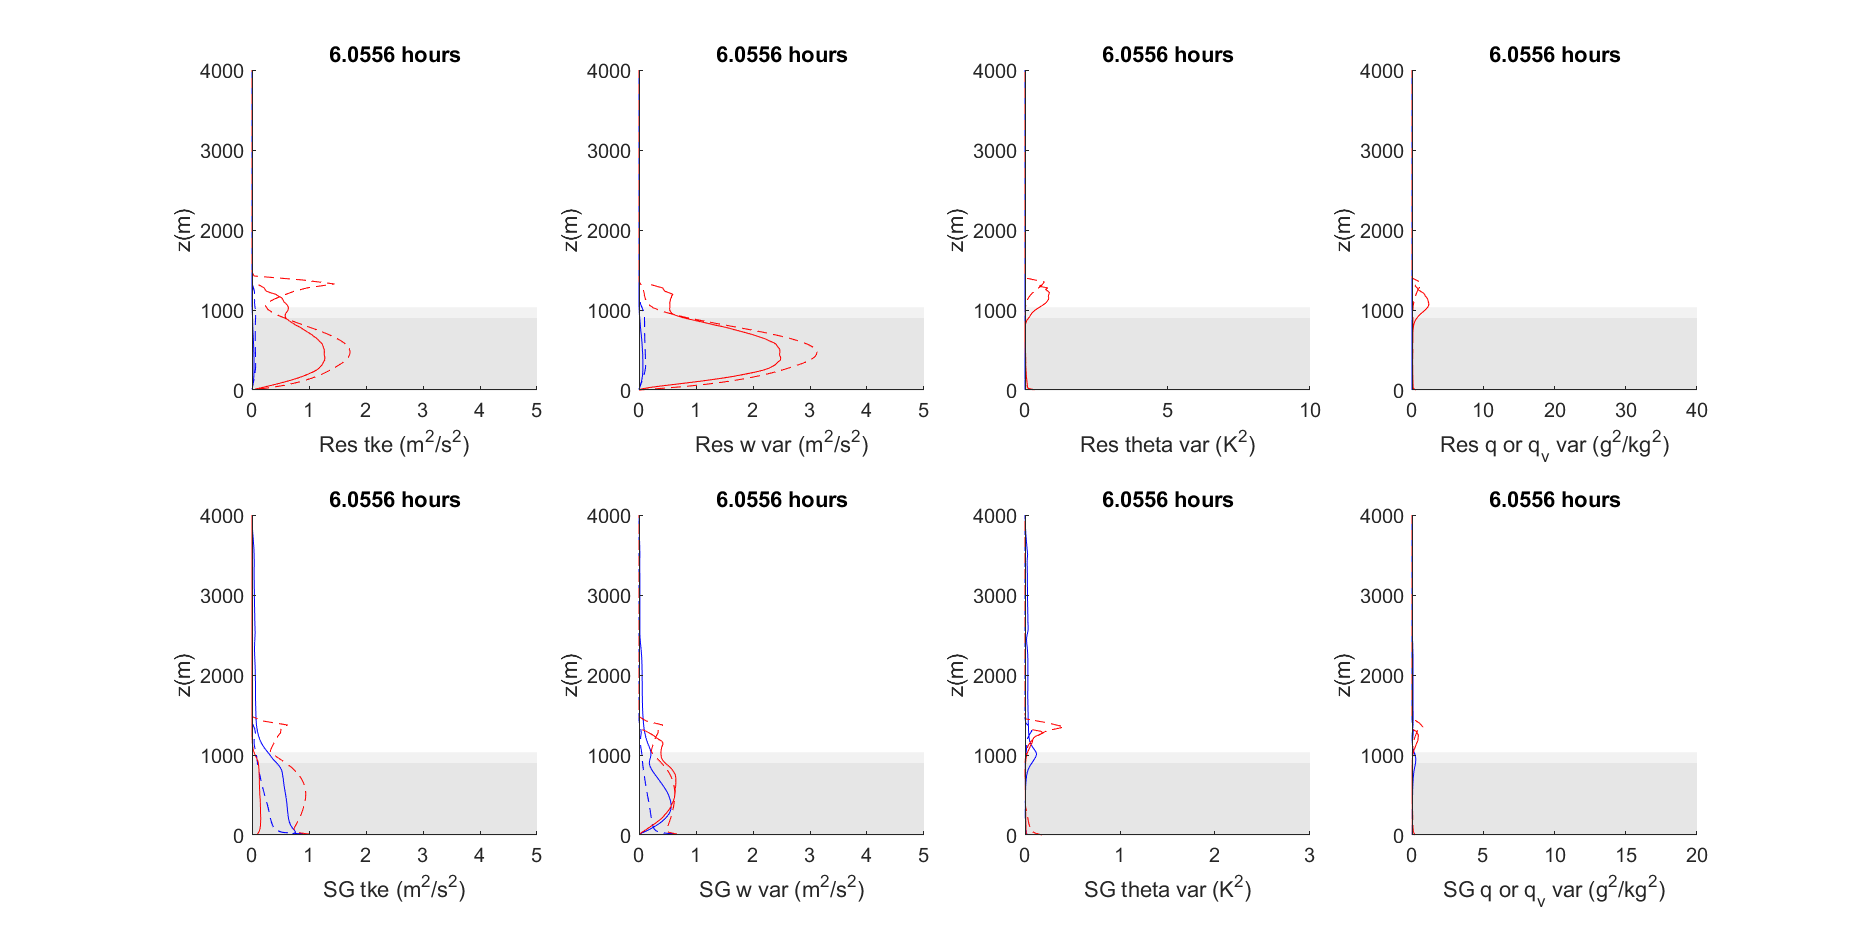 6.0556 hours 6.0556 hours 6.0556 hours 6.0556 hours
4000 4000 4000 4000
3000 3000 3000 3000
z(m) z(m) z(m) z(m)
2000 2000 2000 2000
1000 1000 1000 1000
0 0 0 0
0 1 2 3 4 5 0 1 2 3 4 5 0 5 10 0 10 20 30 40
Res tke (m²/s²) Res w var (m²/s²) Res theta var (K²) Res q or qᵥ var (g²/kg²)
6.0556 hours 6.0556 hours 6.0556 hours 6.0556 hours
4000 4000 4000 4000
3000 3000 3000 3000
z(m) z(m) z(m) z(m)
2000 2000 2000 2000
1000 1000 1000 1000
0 0 0 0
0 1 2 3 4 5 0 1 2 3 4 5 0 1 2 3 0 5 10 15 20
SG tke (m²/s²) SG w var (m²/s²) SG theta var (K²) SG q or qᵥ var (g²/kg²)